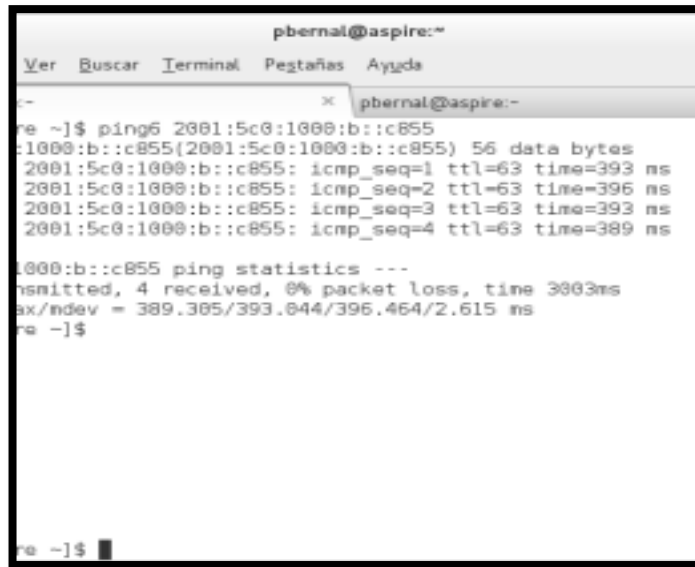 pbernal@aspire:~
Ver Buscar Terminal Pestañas Ayuda
:~ × pbernal@aspire:~
re ~]$ ping6 2001:5c0:1000:b::c855
:1000:b::c855(2001:5c0:1000:b::c855) 56 data bytes
2001:5c0:1000:b::c855: icmp_seq=1 ttl=63 time=393 ms
2001:5c0:1000:b::c855: icmp_seq=2 ttl=63 time=396 ms
2001:5c0:1000:b::c855: icmp_seq=3 ttl=63 time=393 ms
2001:5c0:1000:b::c855: icmp_seq=4 ttl=63 time=389 ms
1000:b::c855 ping statistics ---
nsmitted, 4 received, 0% packet loss, time 3003ms
ax/mdev = 389.305/393.044/396.464/2.615 ms
re ~]$
re ~]$